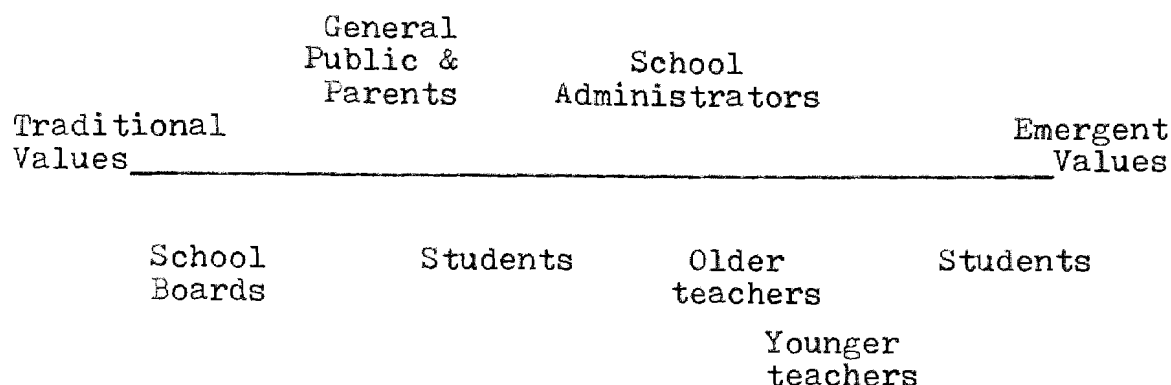 General
Public &
Parents
School
Administrators
Traditional
Values
Emergent
Values
School
Boards
Students
Older
teachers
Students
Younger
teachers